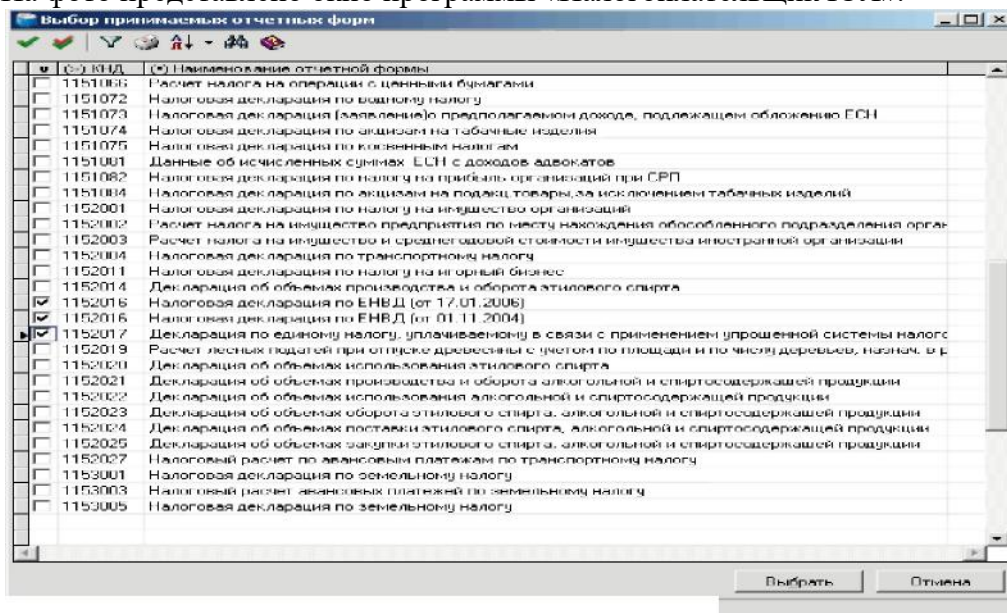 На фото представлено окно программы «Налогоплательщик ЮЛ».
Выбор принимаемых отчетных форм
(-) КНД (*) Наименование отчетной формы
1151066 Расчет налога на операции с ценными бумагами
1151072 Налоговая декларация по водному налогу
1151073 Налоговая декларация (заявление)о предполагаемом доходе, подлежащем обложению ЕСН
1151074 Налоговая декларация по акцизам на табачные изделия
1151075 Налоговая декларация по косвенным налогам
1151081 Данные об исчисленных суммах ЕСН с доходов адвокатов
1151082 Налоговая декларация по налогу на прибыль организаций при СРП
1151084 Налоговая декларация по акцизам на подакц.товары,за исключением табачных изделий
1152001 Налоговая декларация по налогу на имущество организаций
1152002 Расчет налога на имущество предприятия по месту нахождения обособленного подразделения орган
1152003 Расчет налога на имущество и среднегодовой стоимости имущества иностранной организации
1152004 Налоговая декларация по транспортному налогу
1152011 Налоговая декларация по налогу на игорный бизнес
1152014 Декларация об объемах производства и оборота этилового спирта
1152016 Налоговая декларация по ЕНВД (от 17.01.2006)
1152016 Налоговая декларация по ЕНВД (от 01.11.2004)
1152017 Декларация по единому налогу, уплачиваемому в связи с применением упрощенной системы налого
1152019 Расчет лесных податей при отпуске древесины с учетом по площади и по числу деревьев, назнач. в р
1152020 Декларация об объемах использования этилового спирта
1152021 Декларация об объемах производства и оборота алкогольной и спиртосодержащей продукции
1152022 Декларация об объемах использования алкогольной и спиртосодержащей продукции
1152023 Декларация об объемах оборота этилового спирта, алкогольной и спиртосодержащей продукции
1152024 Декларация об объемах поставки этилового спирта, алкогольной и спиртосодержащей продукции
1152025 Декларация об объемах закупки этилового спирта, алкогольной и спиртосодержащей продукции
1152027 Налоговый расчет по авансовым платежам по транспортному налогу
1153001 Налоговая декларация по земельному налогу
1153003 Налоговый расчет авансовых платежей по земельному налогу
1153005 Налоговая декларация по земельному налогу
Выбрать Отмена